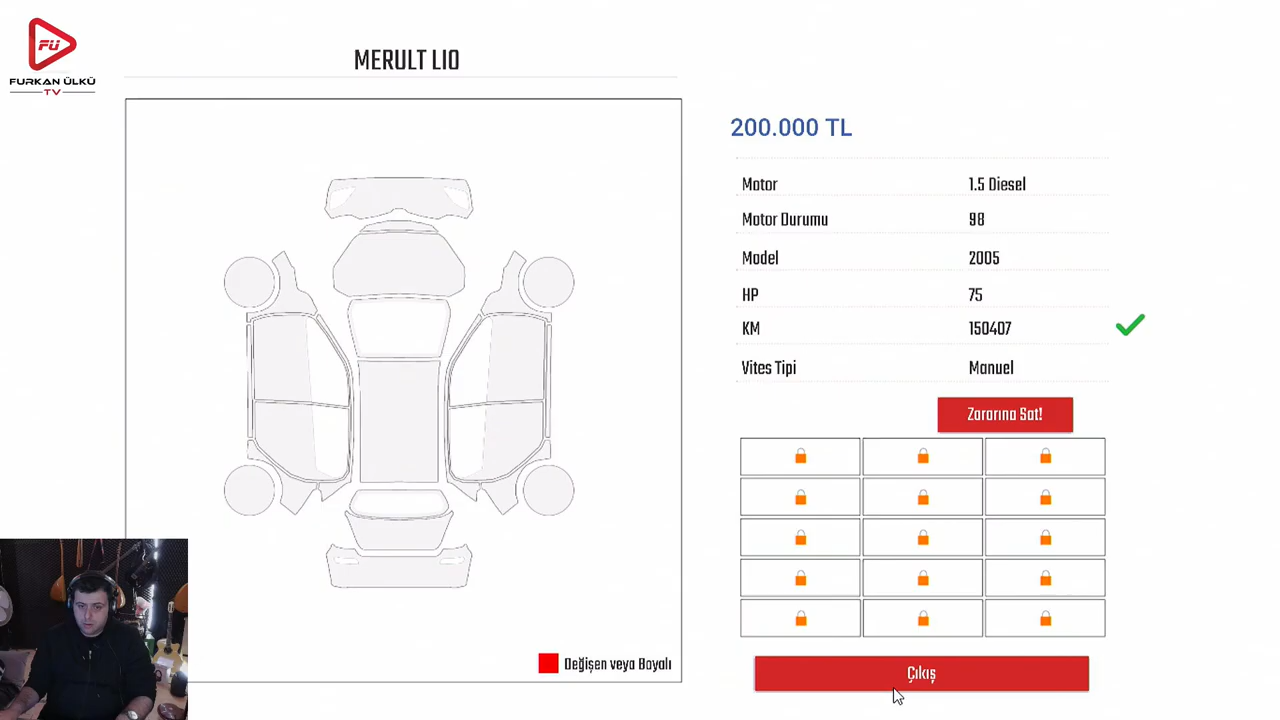 FU
FURKAN ÜLKÜ
TV
MERULT LIO
200.000 TL
Motor 1.5 Diesel
Motor Durumu 98
Model 2005
HP 75
KM 150407
Vites Tipi Manuel
Zararına Sat!
Değişen veya Boyalı
Çıkış